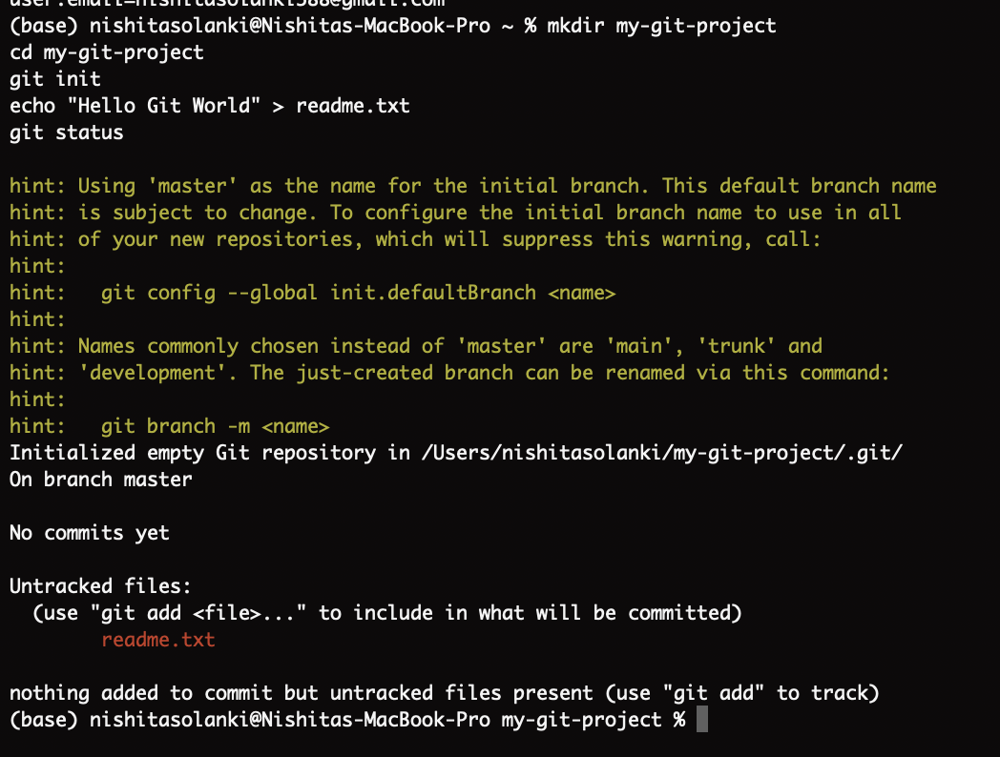 (base) nishitasolanki@Nishitas-MacBook-Pro ~ % mkdir my-git-project
cd my-git-project
git init
echo "Hello Git World" > readme.txt
git status
hint: Using 'master' as the name for the initial branch. This default branch name
hint: is subject to change. To configure the initial branch name to use in all
hint: of your new repositories, which will suppress this warning, call:
hint:
hint:   git config --global init.defaultBranch <name>
hint:
hint: Names commonly chosen instead of 'master' are 'main', 'trunk' and
hint: 'development'. The just-created branch can be renamed via this command:
hint:
hint:   git branch -m <name>
Initialized empty Git repository in /Users/nishitasolanki/my-git-project/.git/
On branch master
No commits yet
Untracked files:
  (use "git add <file>..." to include in what will be committed)
        readme.txt
nothing added to commit but untracked files present (use "git add" to track)
(base) nishitasolanki@Nishitas-MacBook-Pro my-git-project %